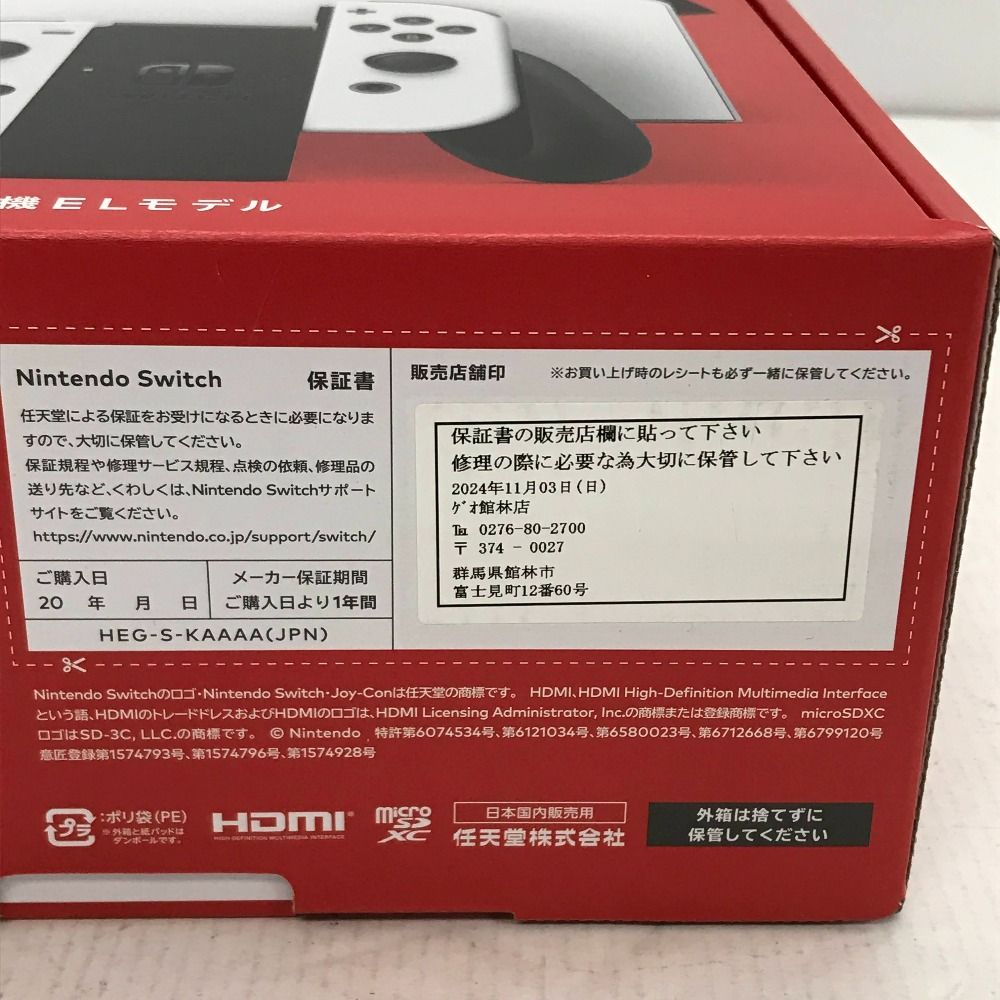 機ELモデル
Nintendo Switch 保証書
任天堂による保証をお受けになるときに必要になりま
すので、大切に保管してください。
保証規程や修理サービス規程、点検の依頼、修理品の
送り先など、くわしくは、Nintendo Switchサポート
サイトをご覧ください。
https://www.nintendo.co.jp/support/switch/
ご購入日
20 年 月 日
メーカー保証期間
ご購入日より1年間
HEG-S-KAAAA(JPN)
販売店舗印 ※お買い上げ時のレシートも必ず一緒に保管してください。
保証書の販売店欄に貼って下さい
修理の際に必要な為大切に保管して下さい
2024年11月03日(日)
ｹﾞｵ館林店
℡ 0276-80-2700
〒 374 - 0027
群馬県館林市
富士見町12番60号
Nintendo Switchのロゴ・Nintendo Switch・Joy-Conは任天堂の商標です。 HDMI、HDMI High-Definition Multimedia Interface
という語、HDMIのトレードドレスおよびHDMIのロゴは、HDMI Licensing Administrator, Inc.の商標または登録商標です。 microSDXC
ロゴはSD-3C, LLC.の商標です。 © Nintendo 特許第6074534号、第6121034号、第6580023号、第6712668号、第6799120号
意匠登録第1574793号、第1574796号、第1574928号
プラ
:ポリ袋(PE)
※外箱と紙パッドは
ダンボールです。
HDMI
HIGH-DEFINITION MULTIMEDIA INTERFACE
micro
SD
XC
日本国内販売用
任天堂株式会社
外箱は捨てずに
保管してください